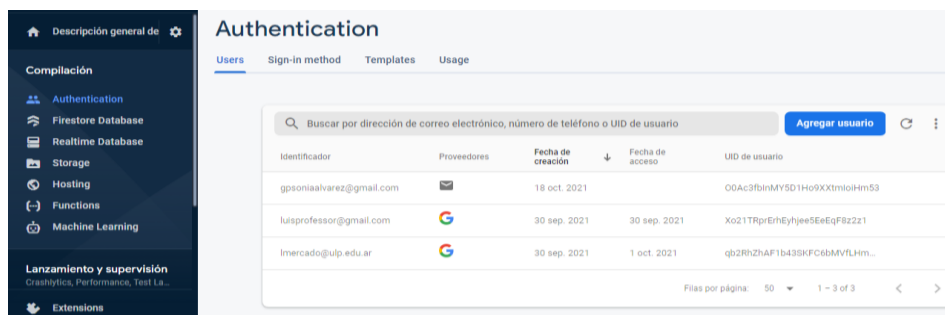 Descripción general de
Compilación
Authentication
Firestore Database
Realtime Database
Storage
Hosting
Functions
Machine Learning
Lanzamiento y supervisión
Crashlytics, Performance, Test La...
Extensions
Authentication
Users Sign-in method Templates Usage
Buscar por dirección de correo electrónico, número de teléfono o UID de usuario Agregar usuario
Identificador Proveedores Fecha de creación Fecha de acceso UID de usuario
gpsoniaalvarez@gmail.com 18 oct. 2021
luisprofessor@gmail.com 30 sep. 2021 30 sep. 2021
lmercado@ulp.edu.ar 30 sep. 2021 1 oct. 2021
Filas por página: 50 1 – 3 of 3